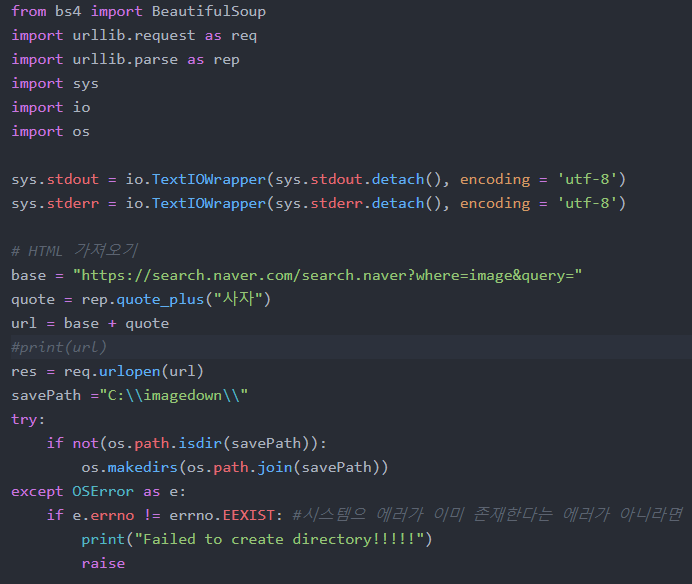 from bs4 import BeautifulSoup
import urllib.request as req
import urllib.parse as rep
import sys
import io
import os
sys.stdout = io.TextIOWrapper(sys.stdout.detach(), encoding = 'utf-8')
sys.stderr = io.TextIOWrapper(sys.stderr.detach(), encoding = 'utf-8')
# HTML 가져오기
base = "https://search.naver.com/search.naver?where=image&query="
quote = rep.quote_plus("사자")
url = base + quote
#print(url)
res = req.urlopen(url)
savePath ="C:\\imagedown\\"
try:
    if not(os.path.isdir(savePath)):
        os.makedirs(os.path.join(savePath))
except OSError as e:
    if e.errno != errno.EEXIST: #시스템으 에러가 이미 존재한다는 에러가 아니라면
        print("Failed to create directory!!!!!")
        raise